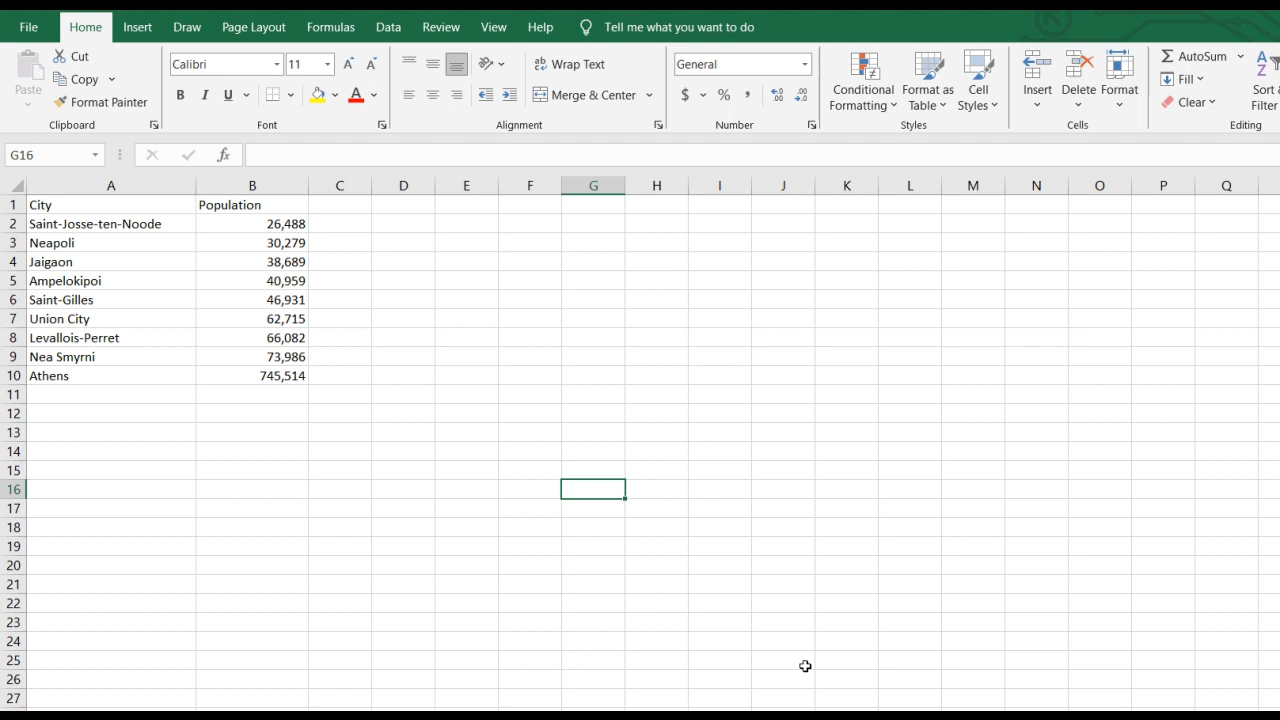 File Home Insert Draw Page Layout Formulas Data Review View Help Tell me what you want to do
Cut
Copy
Format Painter
Paste
Clipboard
Calibri 11
B I U
Font
Wrap Text
Merge & Center
Alignment
General
$ % ,
Number
Conditional Formatting
Format as Table
Cell Styles
Styles
Insert Delete Format
Cells
AutoSum
Fill
Clear
Sort &
Filter
Editing
G16 fx
A B C D E F G H I J K L M N O P Q
1 City Population
2 Saint-Josse-ten-Noode 26,488
3 Neapoli 30,279
4 Jaigaon 38,689
5 Ampelokipoi 40,959
6 Saint-Gilles 46,931
7 Union City 62,715
8 Levallois-Perret 66,082
9 Nea Smyrni 73,986
10 Athens 745,514
11
12
13
14
15
16
17
18
19
20
21
22
23
24
25
26
27